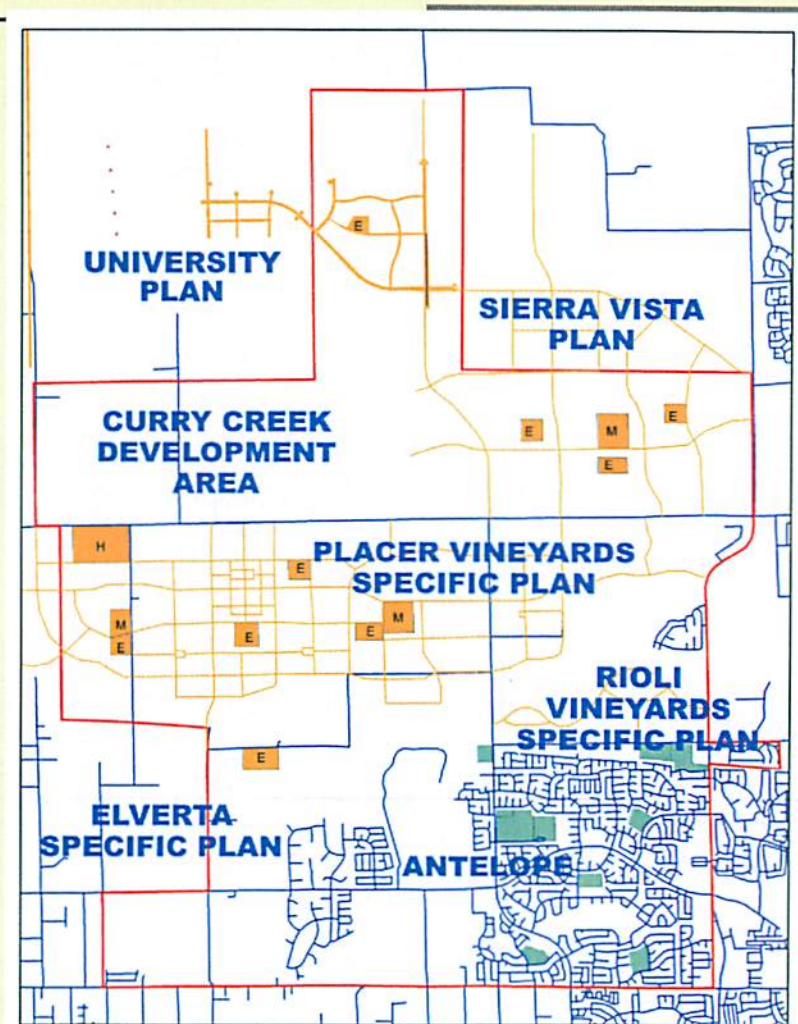 E
UNIVERSITY
PLAN
SIERRA VISTA
PLAN
CURRY CREEK
DEVELOPMENT
AREA
E
M
E
E
H
PLACER VINEYARDS
SPECIFIC PLAN
E
M
E
E
E
M
RIOLI
VINEYARDS
SPECIFIC PLAN
E
ELVERTA
SPECIFIC PLAN
ANTELOPE